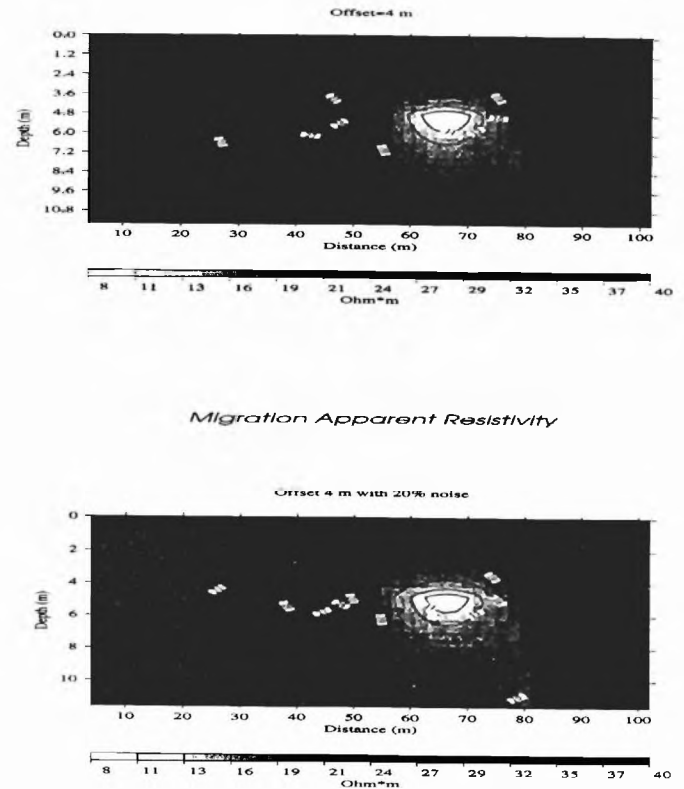 Offset=4 m
0.0
1.2
2.4
3.6
4.8
6.0
7.2
8.4
9.6
10.8
Depth (m)
10 20 30 40 50 60 70 80 90 100
Distance (m)
8 11 13 16 19 21 24 27 29 32 35 37 40
Ohm*m
Migration Apparent Resistivity
Offset 4 m with 20% noise
0
2
4
6
8
10
Depth (m)
10 20 30 40 50 60 70 80 90 100
Distance (m)
8 11 13 16 19 21 24 27 29 32 35 37 40
Ohm*m